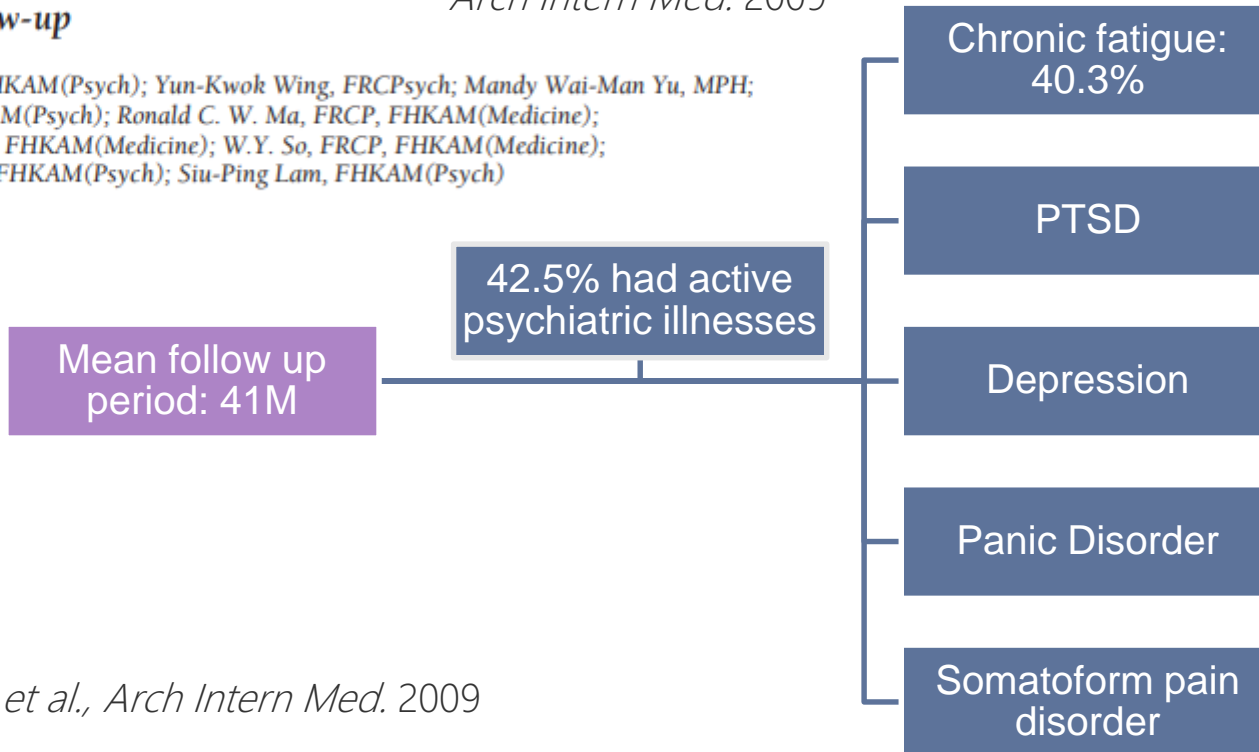 Arch Intern Med. 2009
w-up
HKAM(Psych); Yun-Kwok Wing, FRCPsych; Mandy Wai-Man Yu, MPH;
M(Psych); Ronald C. W. Ma, FRCP, FHKAM(Medicine);
FHKAM(Medicine); W.Y. So, FRCP, FHKAM(Medicine);
FHKAM(Psych); Siu-Ping Lam, FHKAM(Psych)
Mean follow up
period: 41M
42.5% had active
psychiatric illnesses
Chronic fatigue:
40.3%
PTSD
Depression
Panic Disorder
Somatoform pain
disorder
et al., Arch Intern Med. 2009